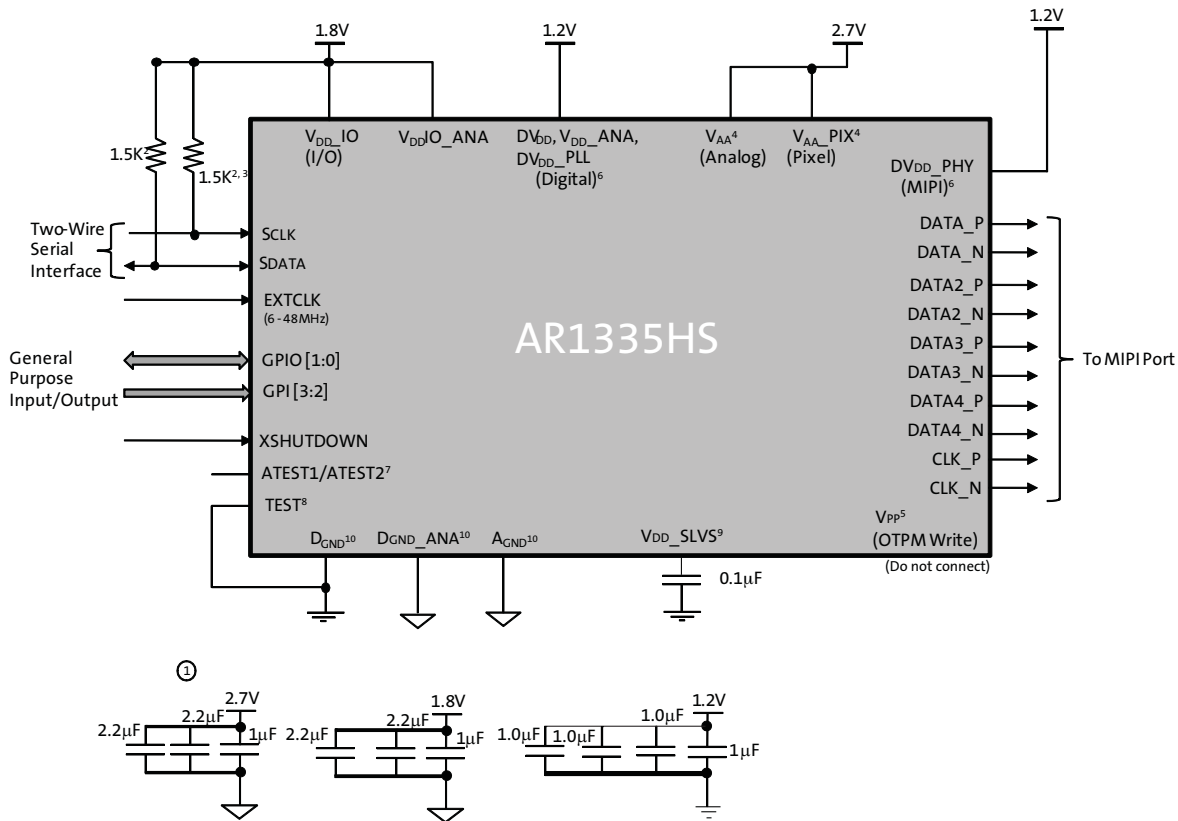 1.8V
1.2V
2.7V
1.2V
VDD_IO
(I/O)
VDDIO_ANA
DVDD, VDD_ANA,
DVDD_PLL
(Digital)6
VAA4
(Analog)
VAA_PIX4
(Pixel)
DVDD_PHY
(MIPI)6
1.5K2
1.5K2, 3
Two-Wire
Serial
Interface
SCLK
SDATA
EXTCLK
(6 - 48MHz)
General
Purpose
Input/Output
GPIO [1:0]
GPI [3:2]
XSHUTDOWN
ATEST1/ATEST27
TEST8
AR1335HS
DATA_P
DATA_N
DATA2_P
DATA2_N
DATA3_P
DATA3_N
DATA4_P
DATA4_N
CLK_P
CLK_N
To MIPI Port
DGND10
DGND_ANA10
AGND10
VDD_SLVS9
VPP5
(OTPM Write)
(Do not connect)
0.1μF
1
2.7V
2.2μF
2.2μF
1μF
1.8V
2.2μF
2.2μF
1μF
1.2V
1.0μF
1.0μF
1.0μF
1μF